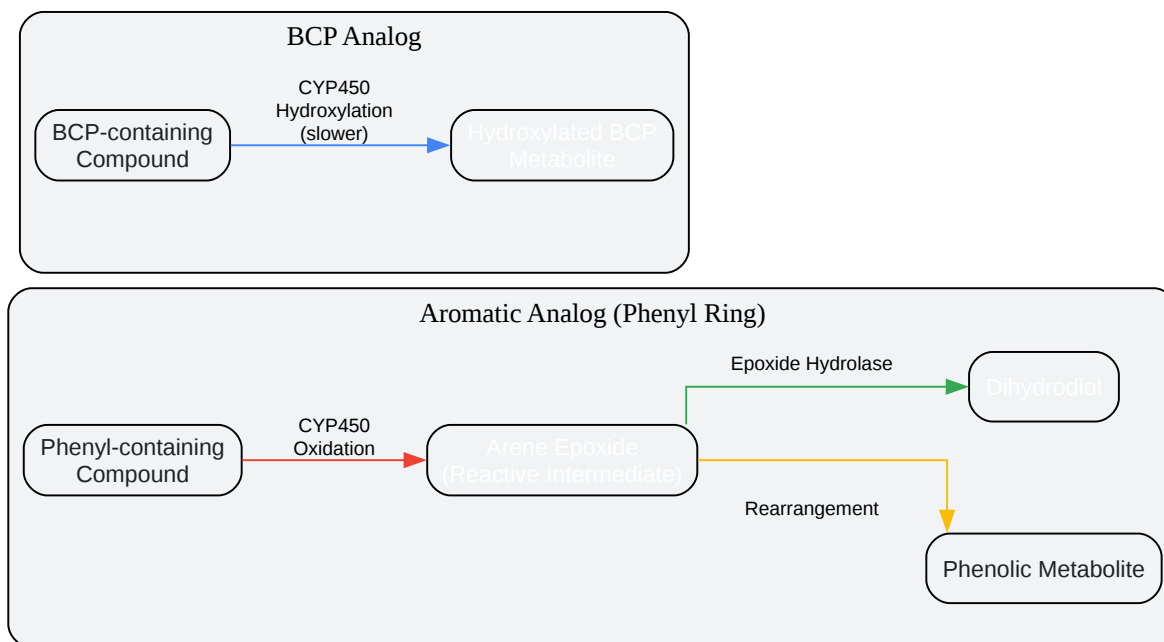 BCP Analog
CYP450
Hydroxylation
(slower)
BCP-containing
Compound
Hydroxylated BCP
Metabolite
Aromatic Analog (Phenyl Ring)
Epoxide Hydrolase
Dihydrodiol
CYP450
Oxidation
Phenyl-containing
Compound
Arene Epoxide
(Reactive Intermediate)
Rearrangement
Phenolic Metabolite